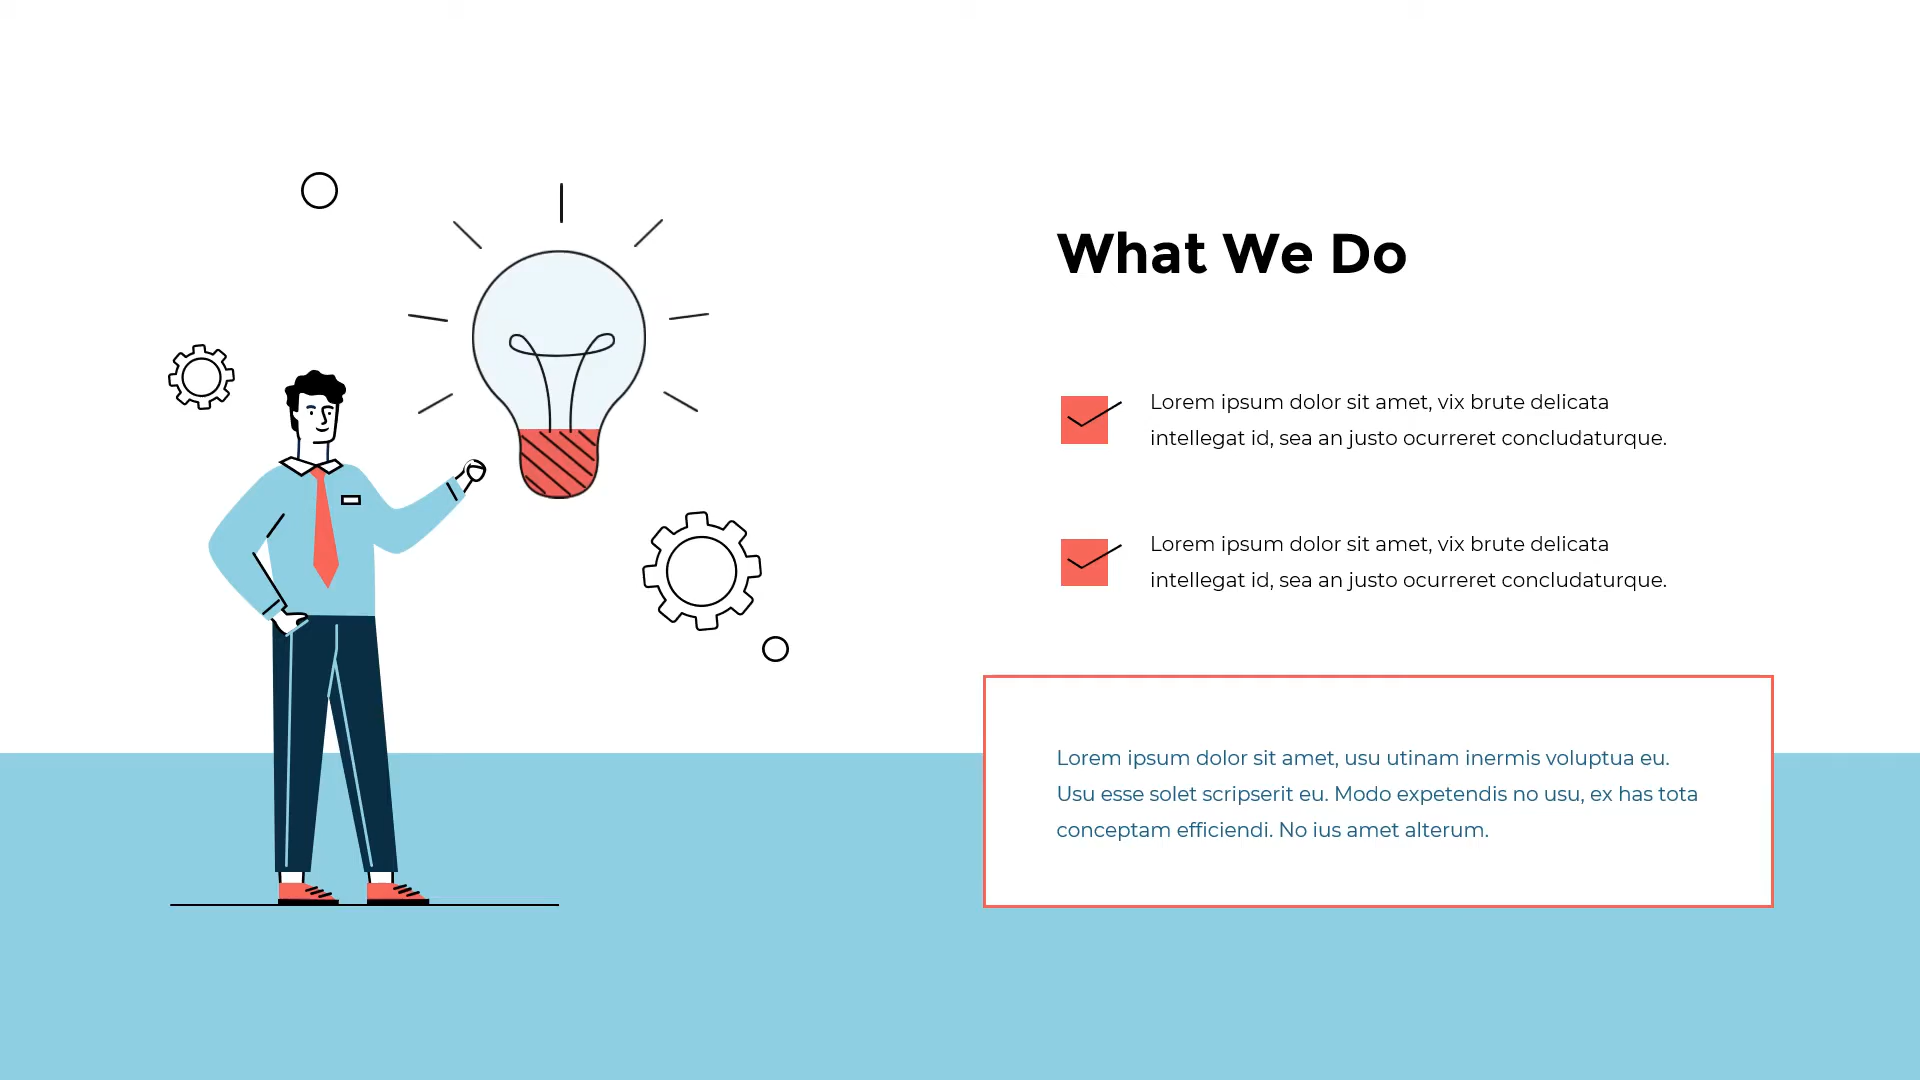 What We Do
Lorem ipsum dolor sit amet, vix brute delicata
intellegat id, sea an justo ocurreret concludaturque.
Lorem ipsum dolor sit amet, vix brute delicata
intellegat id, sea an justo ocurreret concludaturque.
Lorem ipsum dolor sit amet, usu utinam inermis voluptua eu.
Usu esse solet scripserit eu. Modo expetendis no usu, ex has tota
conceptam efficiendi. No ius amet alterum.